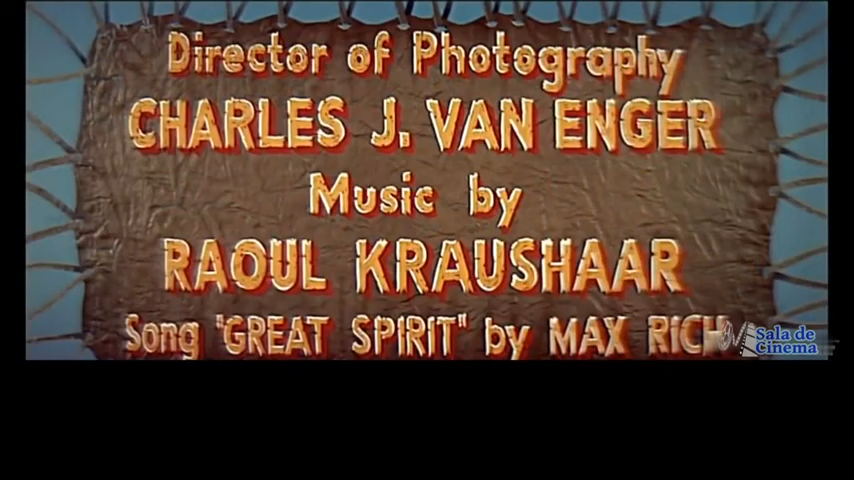 Director of Photography
CHARLES J. VAN ENGER
Music by
RAOUL KRAUSHAAR
Song "GREAT SPIRIT" by MAX RICH
Sala de
Cinema